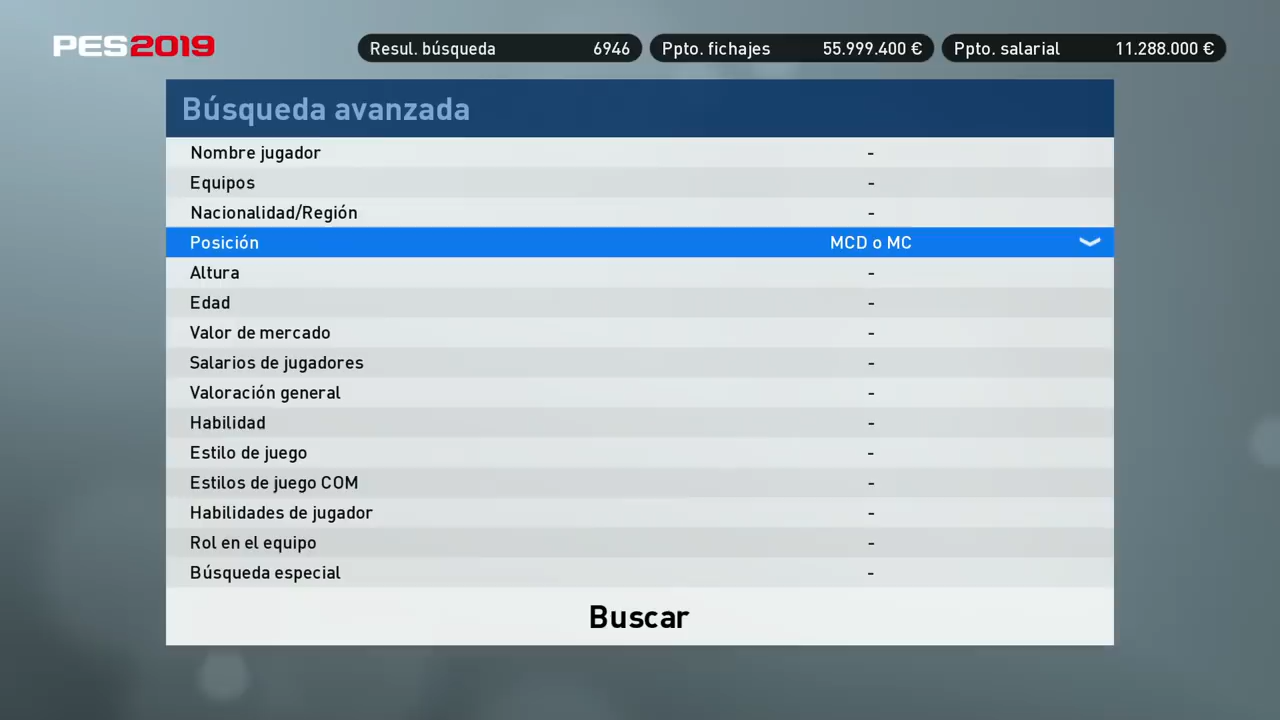 PES2019
Resul. búsqueda 6946 Ppto. fichajes 55.999.400 € Ppto. salarial 11.288.000 €
Búsqueda avanzada
Nombre jugador -
Equipos -
Nacionalidad/Región -
Posición MCD o MC
Altura -
Edad -
Valor de mercado -
Salarios de jugadores -
Valoración general -
Habilidad -
Estilo de juego -
Estilos de juego COM -
Habilidades de jugador -
Rol en el equipo -
Búsqueda especial -
Buscar